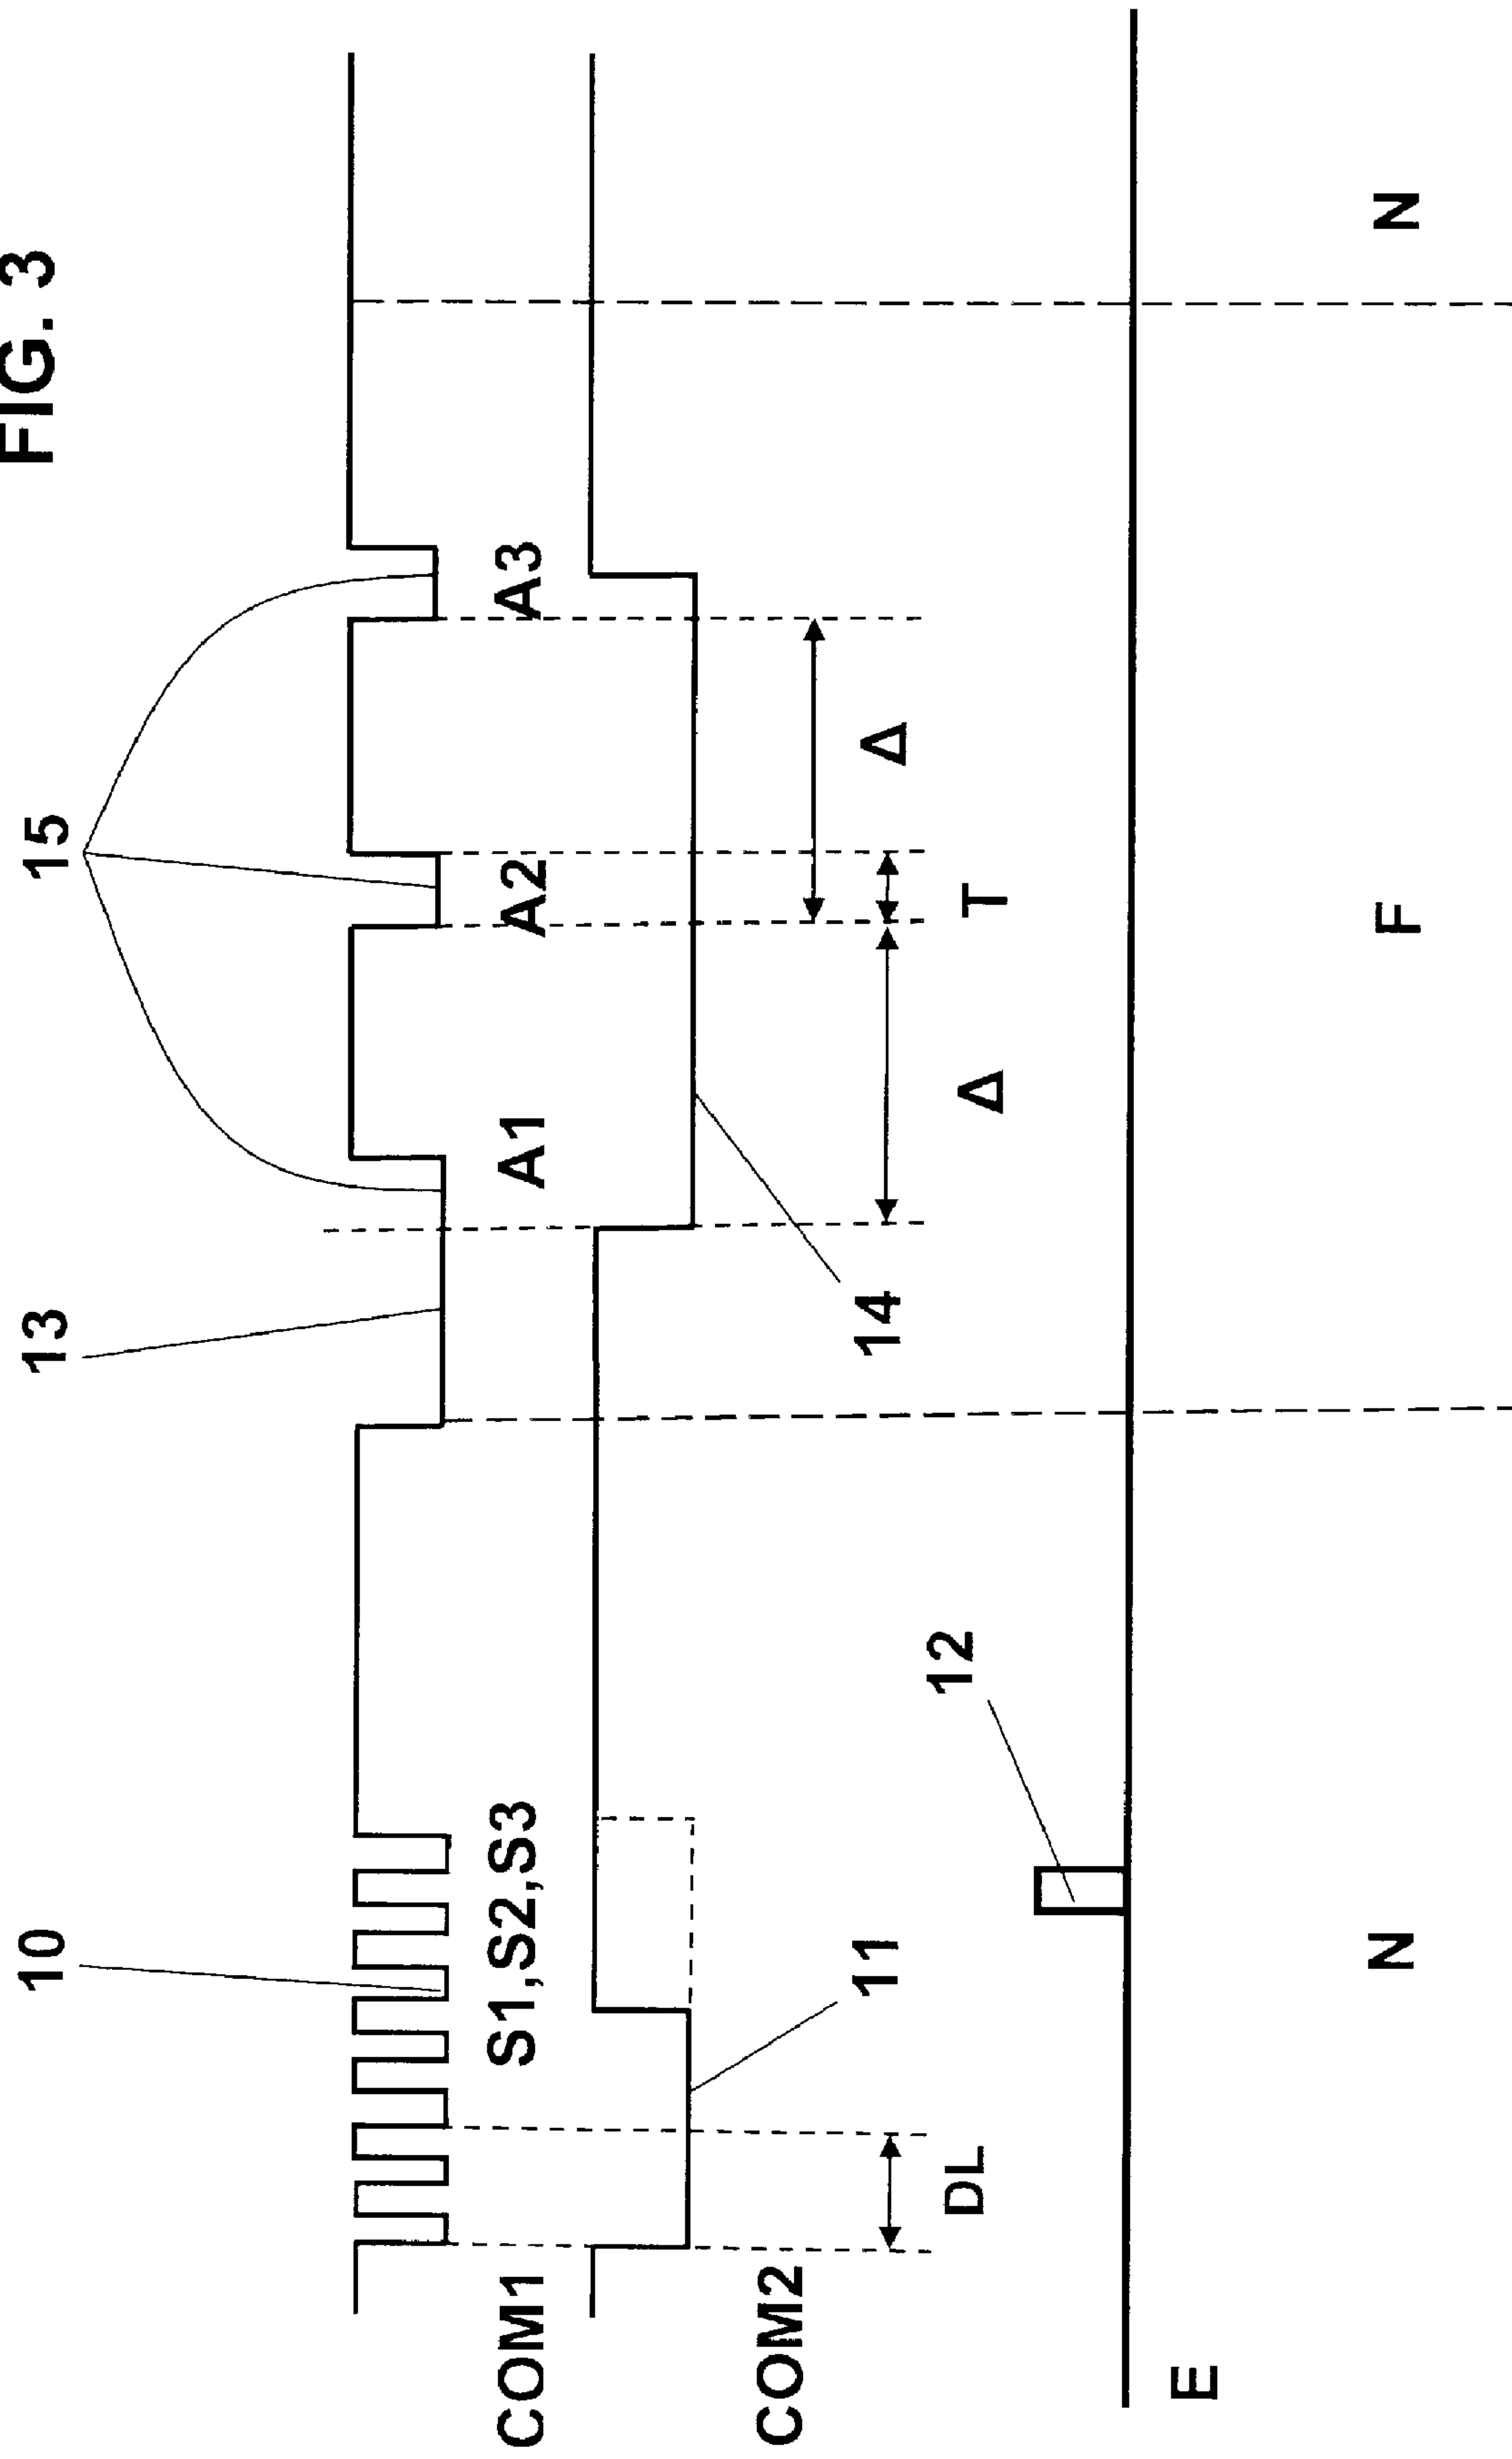 FIG. 3
10
13
15
COM1
S1,S2,S3
A1
A2
A3
COM2
11
14
Δ
DL
12
Δ
T
E
N
F
N